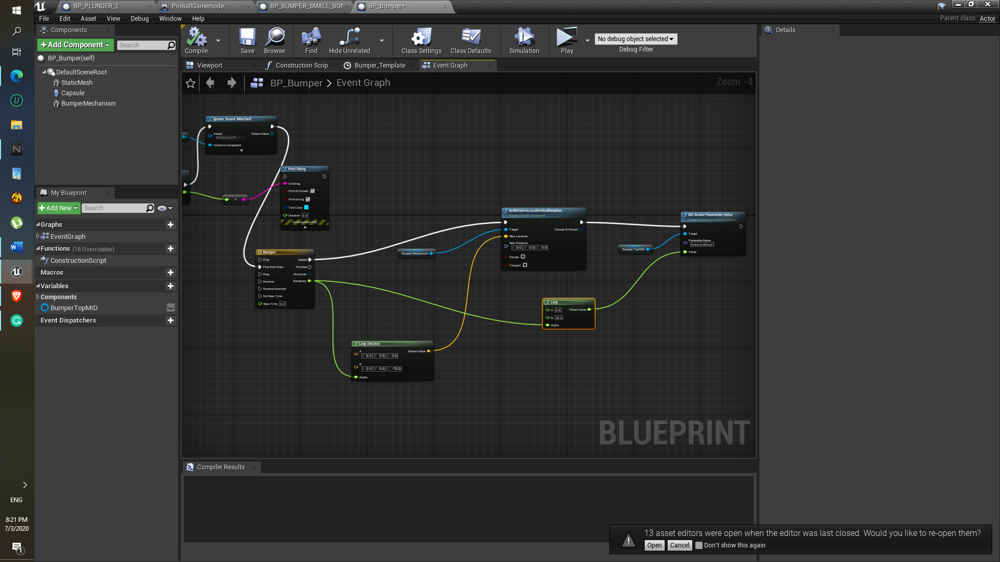 BP_PLUNGER_2
PinBallGamemode
BP_BUMPER_SMALL_BO
BP_Bumper*
File Edit Asset View Debug Window Help
Parent class: Actor
Components
+Add Component
Search
BP_Bumper(self)
DefaultSceneRoot
StaticMesh
Capsule
BumperMechanism
My Blueprint
+Add New
Search
Graphs
EventGraph
Functions (18 Overridable)
ConstructionScript
Macros
Variables
Components
BumperTopMID
Event Dispatchers
Compile
Save
Browse
Find
Hide Unrelated
Class Settings
Class Defaults
Simulation
Play
No debug object selected
Debug Filter
Viewport
Construction Scrip
Bumper_Template
Event Graph
BP_Bumper > Event Graph
Zoom -4
Spawn Sound Attached
Sound
BumperSound
Attach to Component
Return Value
Print String
In String
Print to Screen
Print to Log
Text Color
Duration 0.4
Development Only
Bumper
Play
Play from Start
Stop
Reverse
Reverse from End
Set New Time
New Time 0.0
Update
Finished
Direction
Bumplerp
Bumper Mechanism
SetRelativeLocationAndRotation
Target is Scene Component
Target
New Location
New Rotation
X 0.0 Y 0.0 Z 0.0
Sweep
Teleport
Sweep Hit Result
Bumper Top MID
Set Scalar Parameter Value
Target is Material Instance Dynamic
Target
Parameter Name
EmmisiveBoost
Value
Lerp
A 0.0
B 30.0
Alpha
Return Value
Lerp (Vector)
A
X 0.0 Y 0.0 Z 0.0
B
X 0.0 Y 0.0 Z -70.0
Alpha
Return Value
BLUEPRINT
Compiler Results
Details
13 asset editors were open when the editor was last closed. Would you like to re-open them?
Open
Cancel
Don't show this again
ENG
8:21 PM
7/3/2020
1